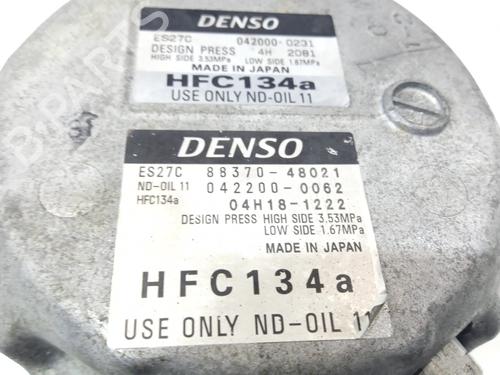 DENSO
ES27C 042000-0231
DESIGN PRESS 4H 2081
HIGH SIDE 3.53MPa LOW SIDE 1.67MPa
MADE IN JAPAN
HFC134a
USE ONLY ND-OIL 11
DENSO
ES27C 88370-48021
ND-OIL 11 042200-0062
HFC134a 04H18-1222
DESIGN PRESS HIGH SIDE 3.53MPa
LOW SIDE 1.67MPa
MADE IN JAPAN
HFC134a
USE ONLY ND-OIL 11